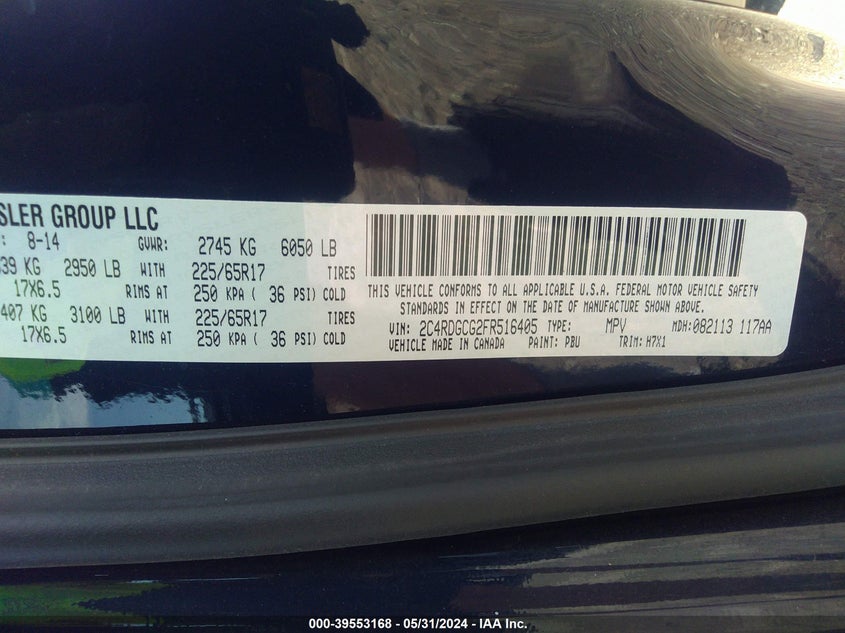 SLER GROUP LLC
: 8-14 GVWR: 2745 KG 6050 LB
39 KG 2950 LB WITH 225/65R17 TIRES
17X6.5 RIMS AT 250 KPA ( 36 PSI) COLD
407 KG 3100 LB WITH 225/65R17 TIRES
17X6.5 RIMS AT 250 KPA ( 36 PSI) COLD
THIS VEHICLE CONFORMS TO ALL APPLICABLE U.S.A. FEDERAL MOTOR VEHICLE SAFETY
STANDARDS IN EFFECT ON THE DATE OF MANUFACTURE SHOWN ABOVE.
VIN: 2C4RDGCG2FR516405 TYPE: MPV MDH:082113 117AA
VEHICLE MADE IN CANADA PAINT: PBU TRIM: H7X1
000-39553168 - 05/31/2024 - IAA Inc.